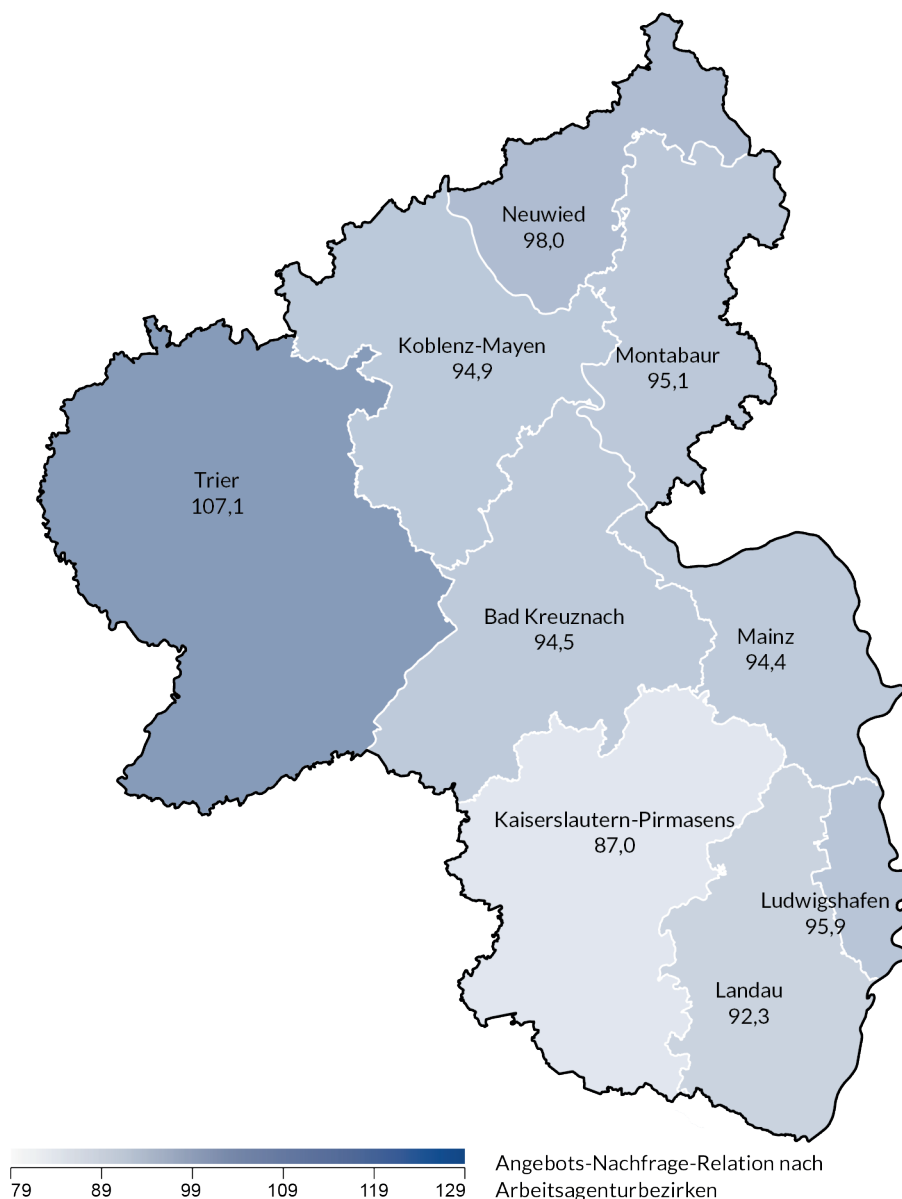 Neuwied
98,0
Koblenz-Mayen
94,9
Montabaur
95,1
Trier
107,1
Bad Kreuznach
94,5
Mainz
94,4
Kaiserslautern-Pirmasens
87,0
Ludwigshafen
95,9
Landau
92,3
79 89 99 109 119 129
Angebots-Nachfrage-Relation nach
Arbeitsagenturbezirken